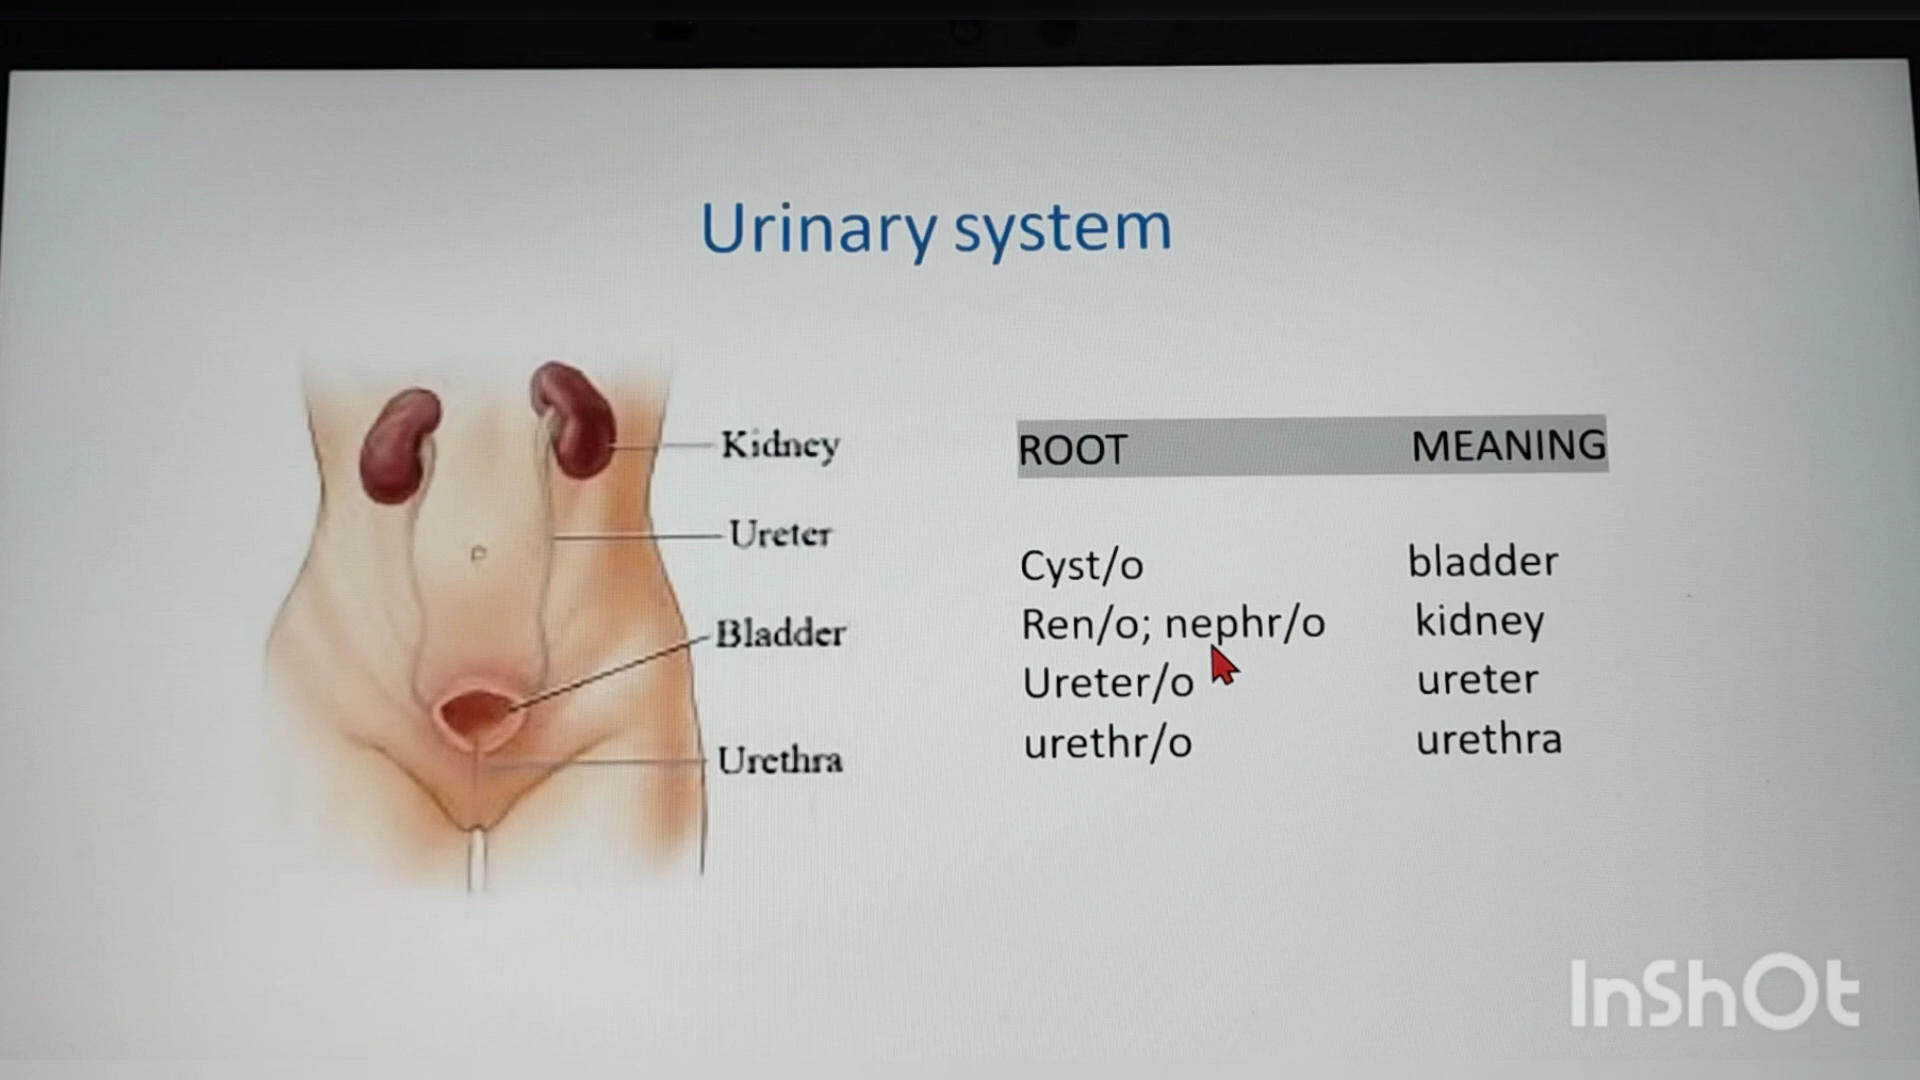 Urinary system
Kidney
Ureter
Bladder
Urethra
ROOT MEANING
Cyst/o bladder
Ren/o; nephr/o kidney
Ureter/o ureter
urethr/o urethra
InShOt